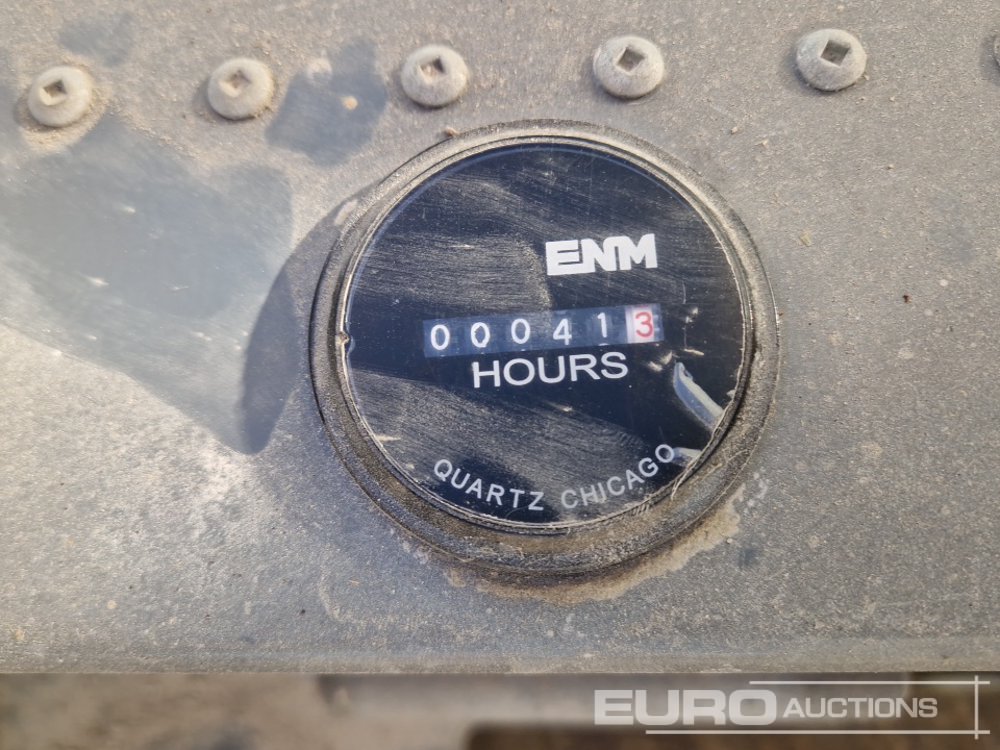 ENM
000413
HOURS
QUARTZ CHICAGO
EURO AUCTIONS